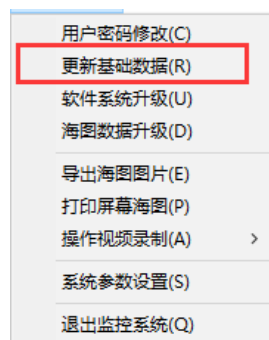 用户密码修改(C)
更新基础数据(R)
软件系统升级(U)
海图数据升级(D)
导出海图图片(E)
打印屏幕海图(P)
操作视频录制(A)
系统参数设置(S)
退出监控系统(Q)